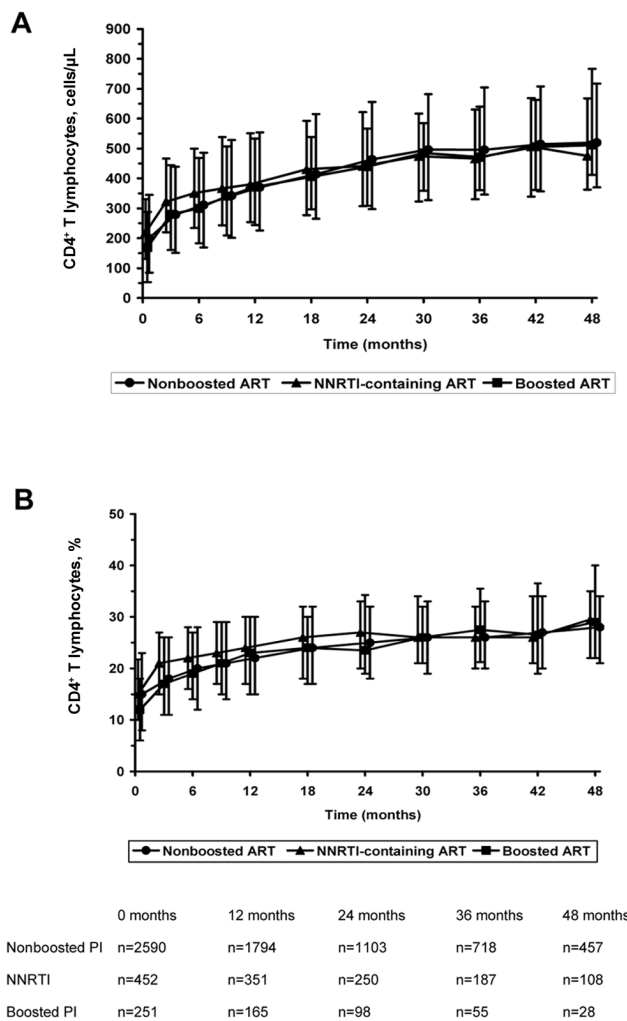 A
900
800
700
600
500
400
300
200
100
0
CD4+ T lymphocytes, cells/µL
0 6 12 18 24 30 36 42 48
Time (months)
Nonboosted ART NNRTI-containing ART Boosted ART
B
50
40
30
20
10
0
CD4+ T lymphocytes, %
0 6 12 18 24 30 36 42 48
Time (months)
Nonboosted ART NNRTI-containing ART Boosted ART
0 months 12 months 24 months 36 months 48 months
Nonboosted PI n=2590 n=1794 n=1103 n=718 n=457
NNRTI n=452 n=351 n=250 n=187 n=108
Boosted PI n=251 n=165 n=98 n=55 n=28